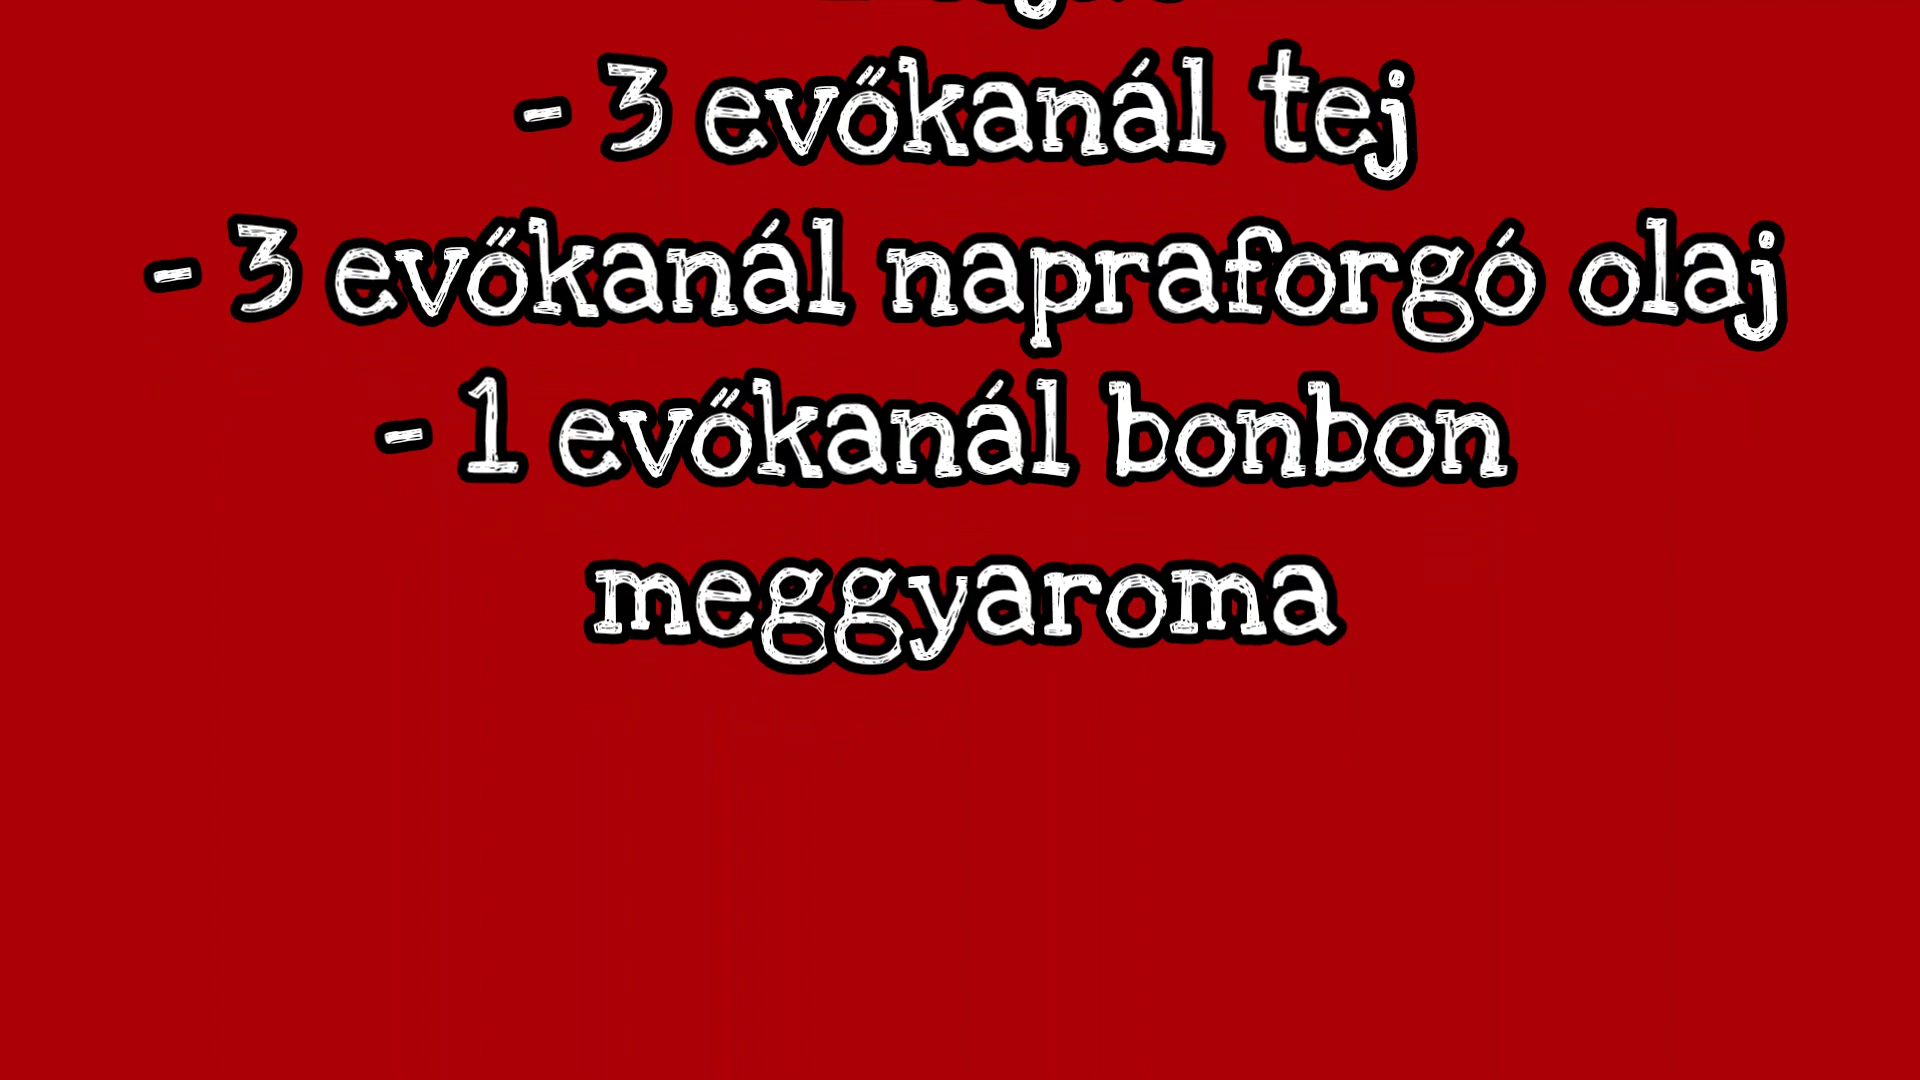 - 3 evőkanál tej
- 3 evőkanál napraforgó olaj
- 1 evőkanál bonbon
meggyaroma